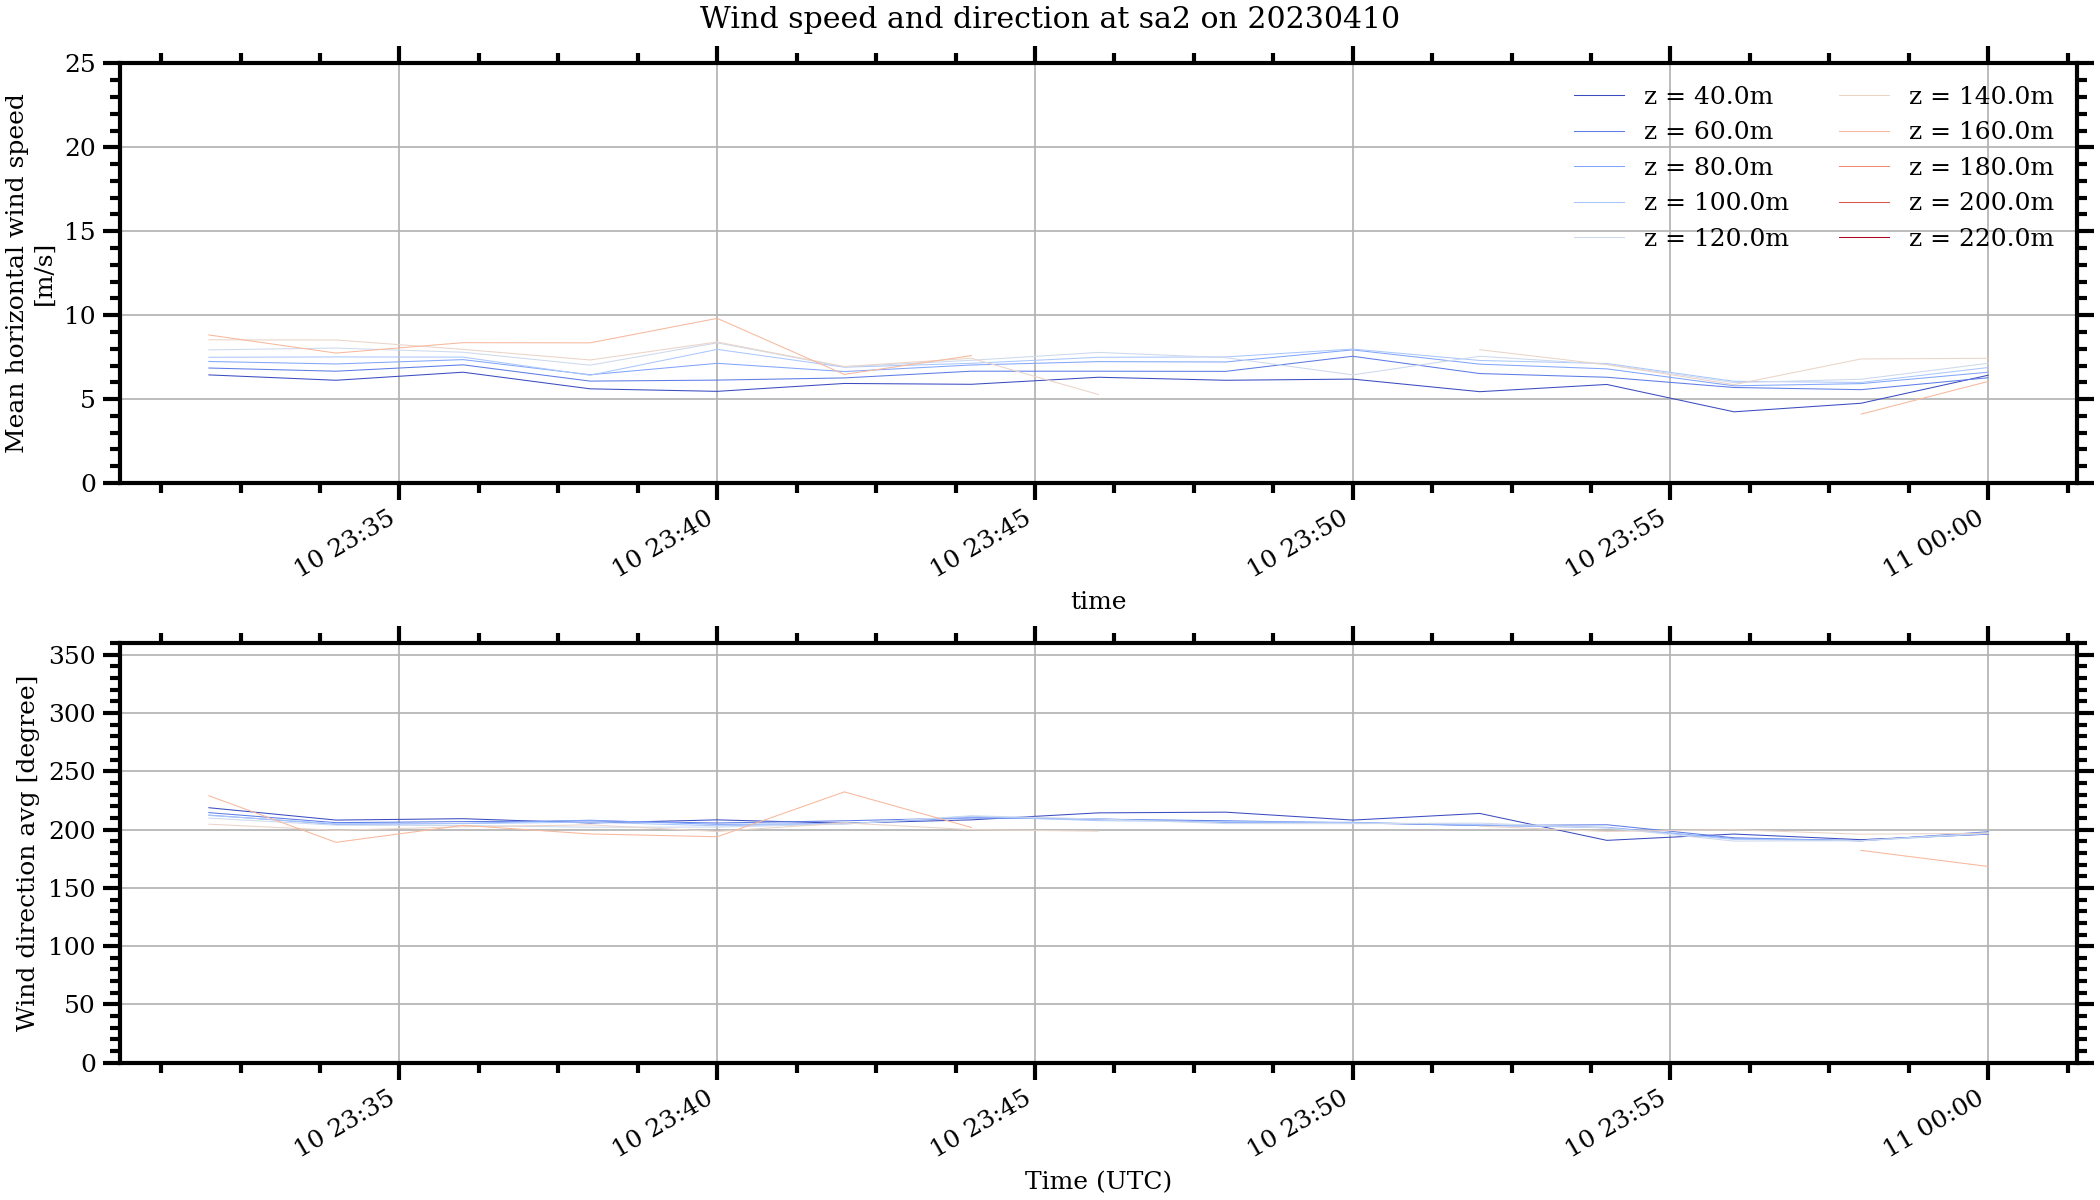 Wind speed and direction at sa2 on 20230410
Mean horizontal wind speed
[m/s]
25
20
15
10
5
0
z = 40.0m
z = 60.0m
z = 80.0m
z = 100.0m
z = 120.0m
z = 140.0m
z = 160.0m
z = 180.0m
z = 200.0m
z = 220.0m
10 23:35
10 23:40
10 23:45
10 23:50
10 23:55
11 00:00
time
Wind direction avg [degree]
350
300
250
200
150
100
50
0
10 23:35
10 23:40
10 23:45
10 23:50
10 23:55
11 00:00
Time (UTC)